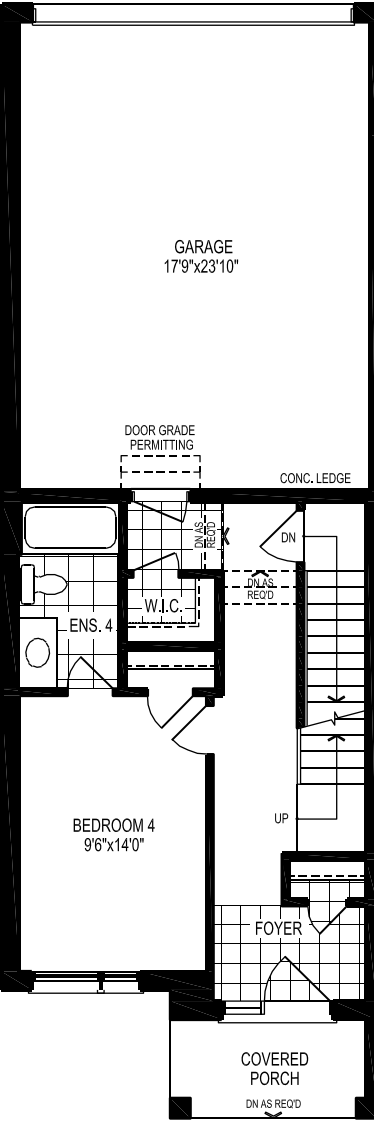 GARAGE
17'9"x23'10"
DOOR GRADE
PERMITTING
CONC. LEDGE
DN AS
REQ'D
DN
DN AS
REQ'D
W.I.C.
ENS. 4
UP
BEDROOM 4
9'6"x14'0"
FOYER
COVERED
PORCH
DN AS REQ'D